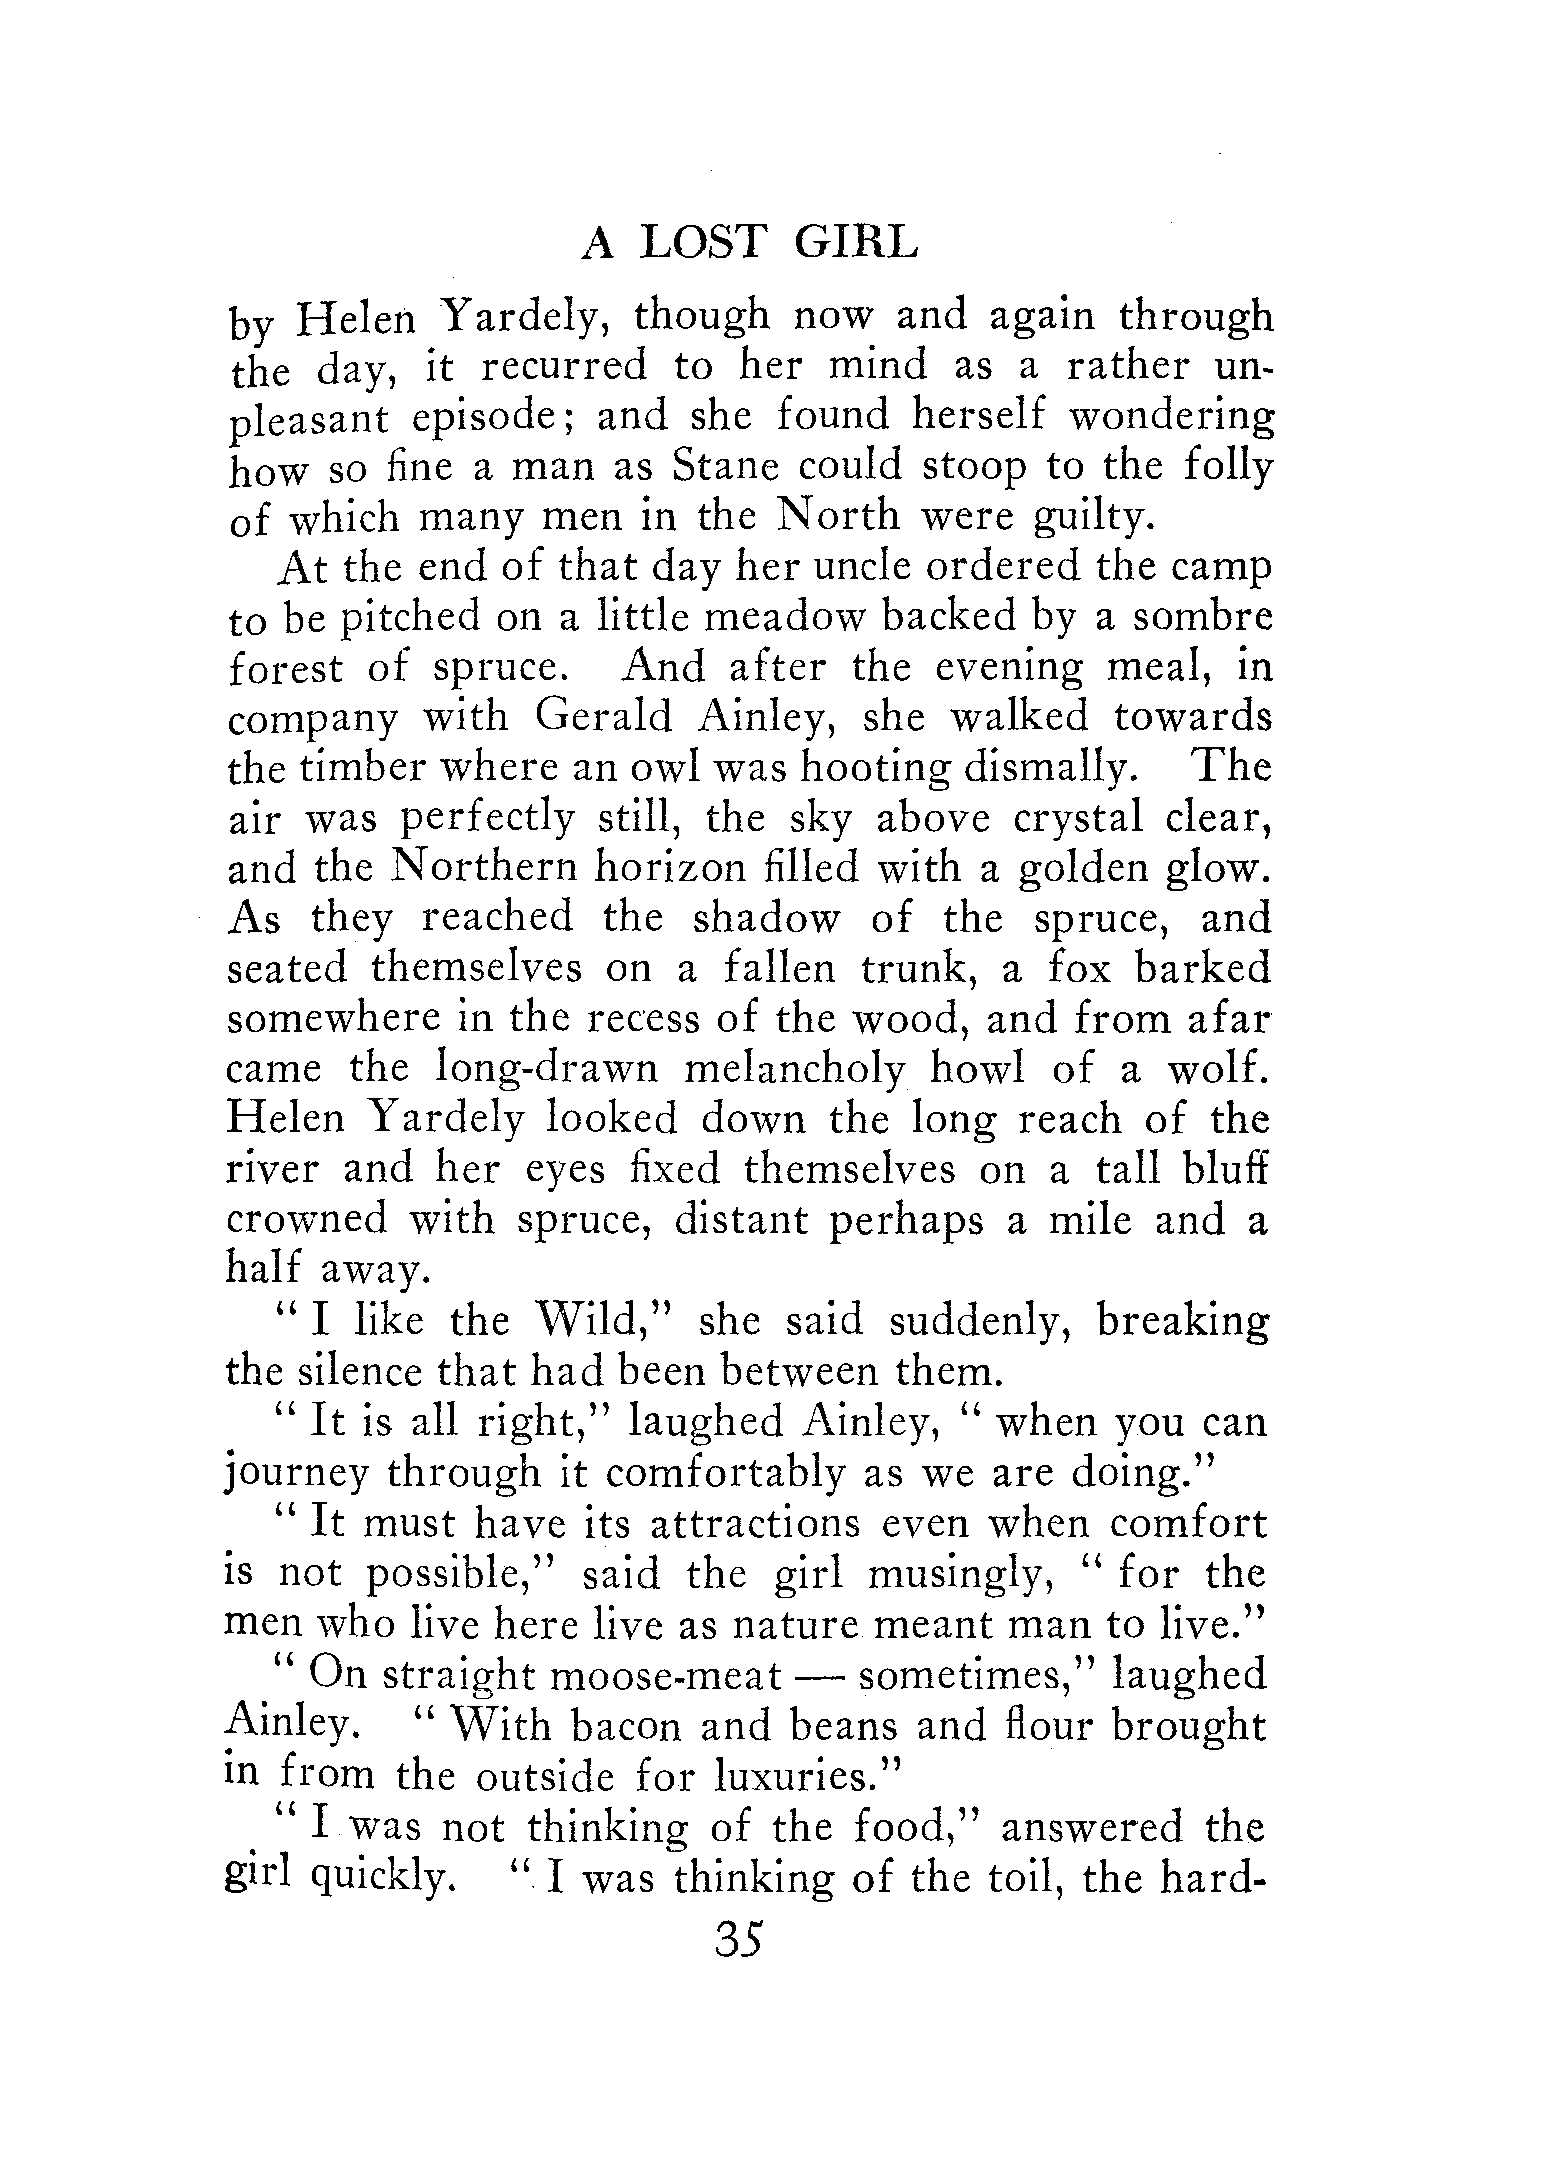 A LOST GIRL
by Helen Yardely, though now and again through
the day, it recurred to her mind as a rather un-
pleasant episode; and she found herself wondering
how so fine a man as Stane could stoop to the folly
of which many men in the North were guilty.
At the end of that day her uncle ordered the camp
to be pitched on a little meadow backed by a sombre
forest of spruce. And after the evening meal, in
company with Gerald Ainley, she walked towards
the timber where an owl was hooting dismally. The
air was perfectly still, the sky above crystal clear,
and the Northern horizon filled with a golden glow.
As they reached the shadow of the spruce, and
seated themselves on a fallen trunk, a fox barked
somewhere in the recess of the wood, and from afar
came the long-drawn melancholy howl of a wolf.
Helen Yardely looked down the long reach of the
river and her eyes fixed themselves on a tall bluff
crowned with spruce, distant perhaps a mile and a
half away.
" I like the Wild," she said suddenly, breaking
the silence that had been between them.
" It is all right," laughed Ainley, " when you can
journey through it comfortably as we are doing."
" It must have its attractions even when comfort
is not possible," said the girl musingly, " for the
men who live here live as nature meant man to live."
" On straight moose-meat — sometimes," laughed
Ainley. " With bacon and beans and flour brought
in from the outside for luxuries."
" I was not thinking of the food," answered the
girl quickly. " I was thinking of the toil, the hard-
35